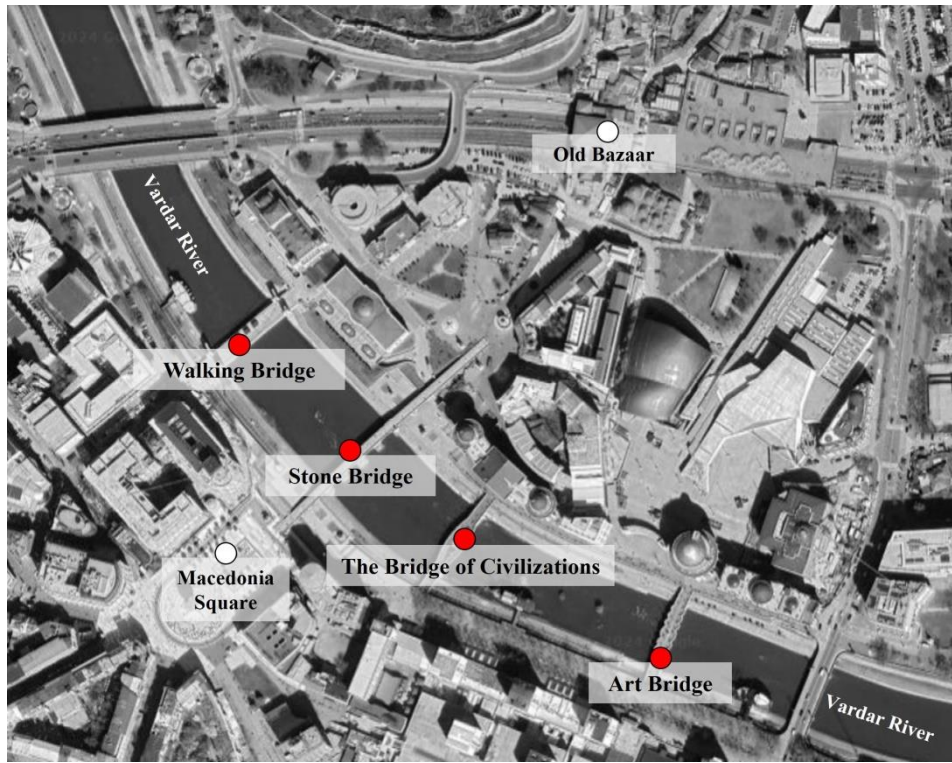 Old Bazaar
Vardar River
Walking Bridge
Stone Bridge
The Bridge of Civilizations
Macedonia
Square
Art Bridge
Vardar River